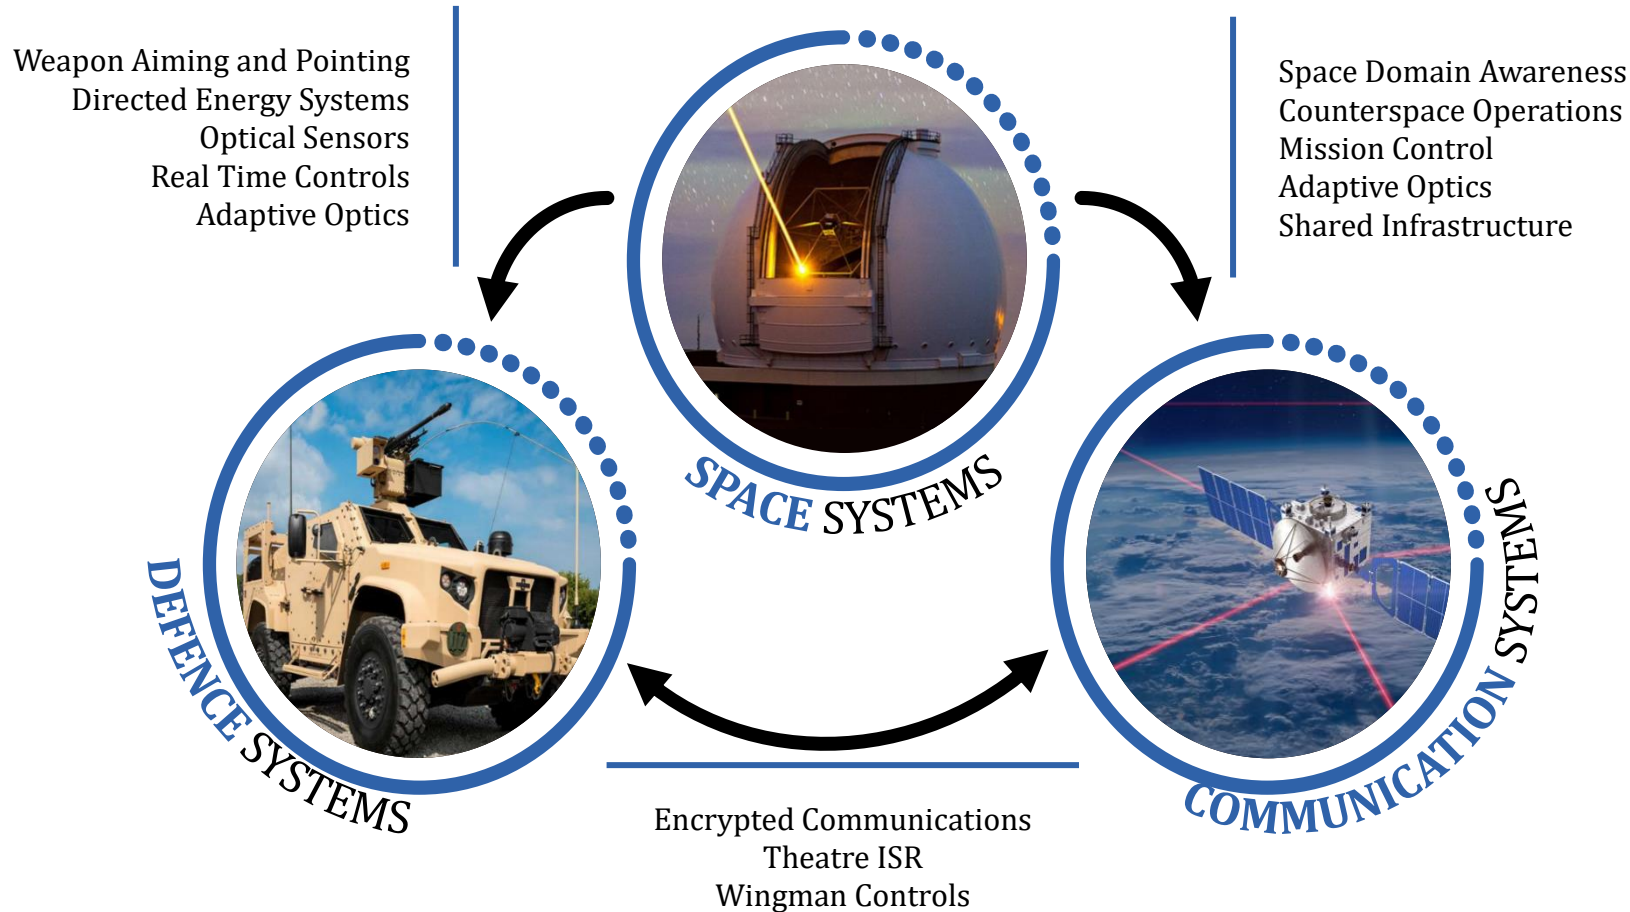 Weapon Aiming and Pointing
Directed Energy Systems
Optical Sensors
Real Time Controls
Adaptive Optics
Space Domain Awareness
Counterspace Operations
Mission Control
Adaptive Optics
Shared Infrastructure
SPACE SYSTEMS
DEFENCE SYSTEMS
COMMUNICATION SYSTEMS
Encrypted Communications
Theatre ISR
Wingman Controls